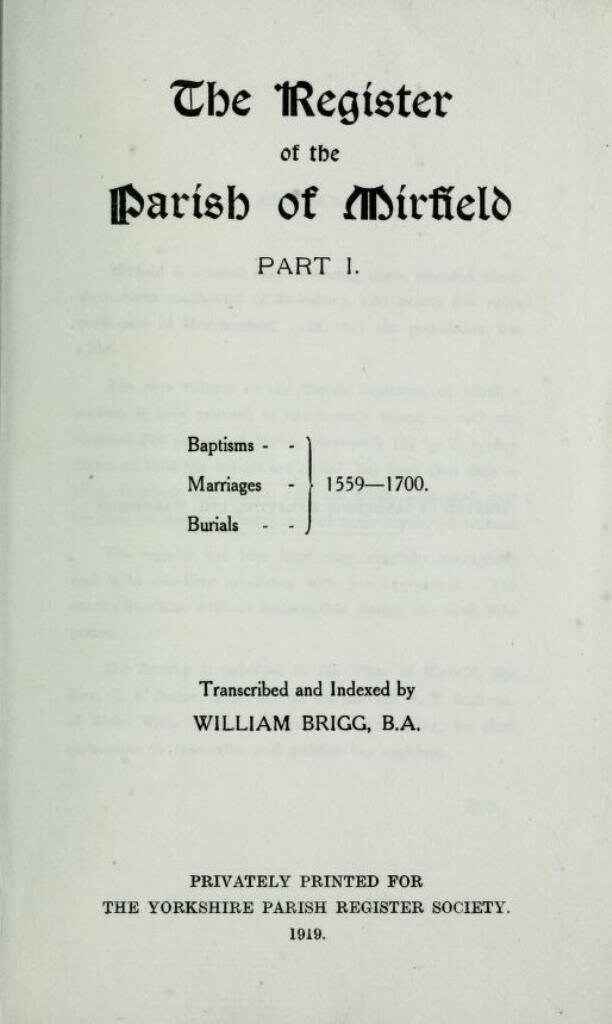 The Register
of the
Parish of Mirfield
PART I.
Baptisms - -
Marriages -
Burials - -
1559—1700.
Transcribed and Indexed by
WILLIAM BRIGG, B.A.
PRIVATELY PRINTED FOR
THE YORKSHIRE PARISH REGISTER SOCIETY.
1919.